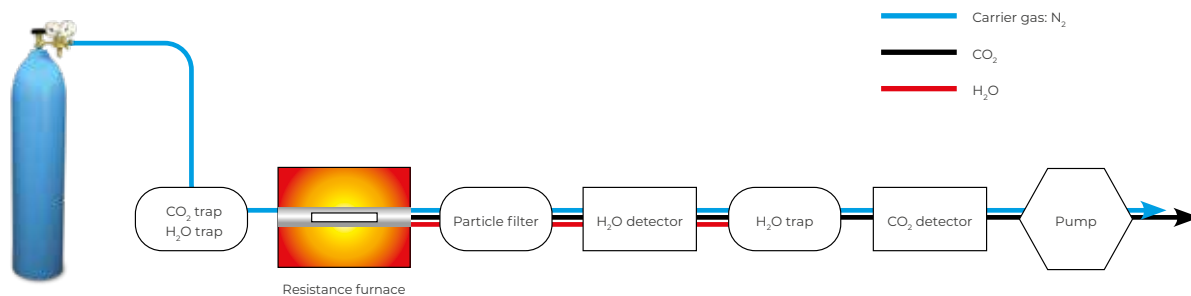 Carrier gas: N₂
CO₂
H₂O
CO₂ trap
H₂O trap
Particle filter
H₂O detector
H₂O trap
CO₂ detector
Pump
Resistance furnace